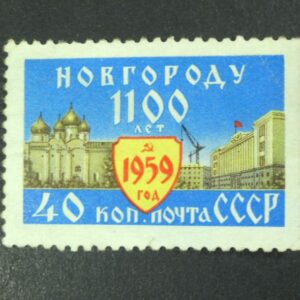 НОВГОРОДУ
1100
ЛЕТ
1959
ГОД
40 КОП. ПОЧТА СССР